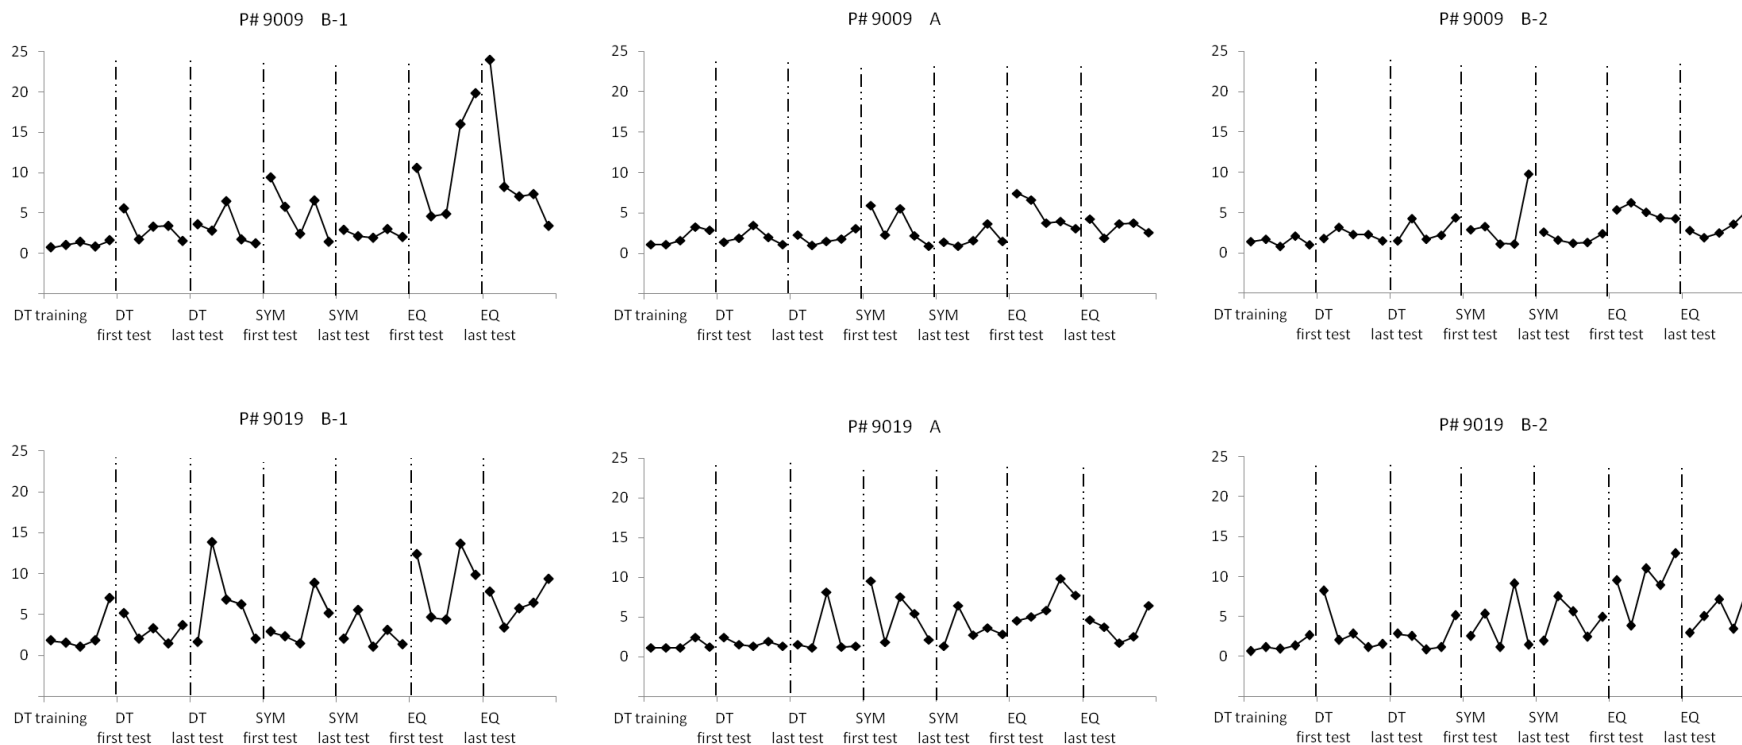 P# 9009 B-1
25
20
15
10
5
0
DT training
DT
first test
DT
last test
SYM
first test
SYM
last test
EQ
first test
EQ
last test
P# 9009 A
25
20
15
10
5
0
DT training
DT
first test
DT
last test
SYM
first test
SYM
last test
EQ
first test
EQ
last test
P# 9009 B-2
25
20
15
10
5
0
DT training
DT
first test
DT
last test
SYM
first test
SYM
last test
EQ
first test
EQ
last test
P# 9019 B-1
25
20
15
10
5
0
DT training
DT
first test
DT
last test
SYM
first test
SYM
last test
EQ
first test
EQ
last test
P# 9019 A
25
20
15
10
5
0
DT training
DT
first test
DT
last test
SYM
first test
SYM
last test
EQ
first test
EQ
last test
P# 9019 B-2
25
20
15
10
5
0
DT training
DT
first test
DT
last test
SYM
first test
SYM
last test
EQ
first test
EQ
last test